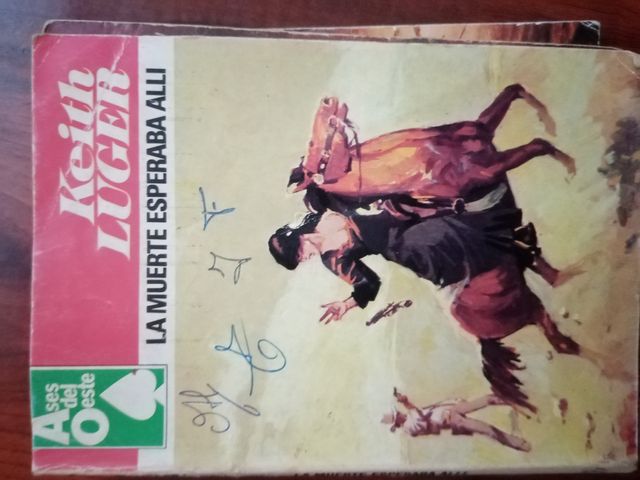 Keith
LUGER
LA MUERTE ESPERABA ALLI
Ases
del
Oeste